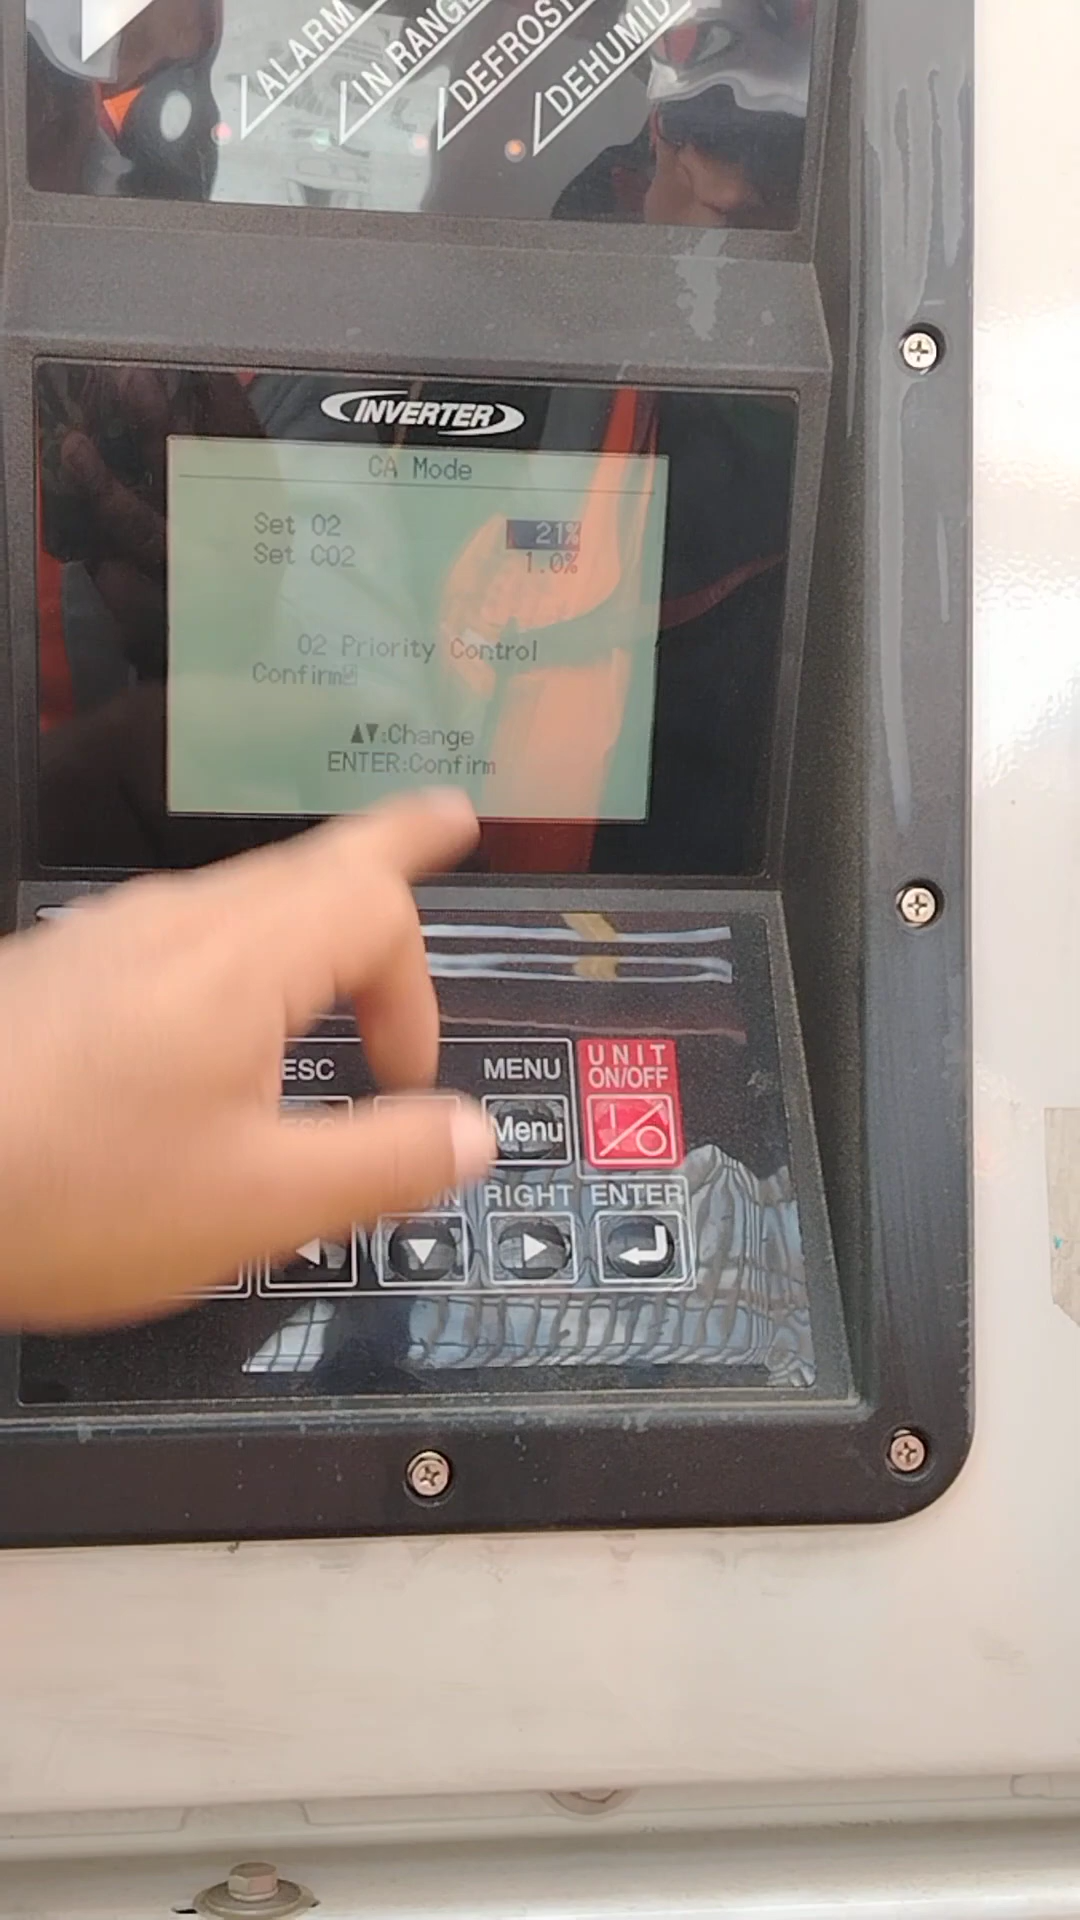 ALARM
IN RANGE
DEFROST
DEHUMID
INVERTER
CA Mode
Set O2 21%
Set CO2 1.0%
O2 Priority Control
Confirm
▲▼:Change
ENTER:Confirm
ESC MENU UNIT ON/OFF
Menu
RIGHT ENTER